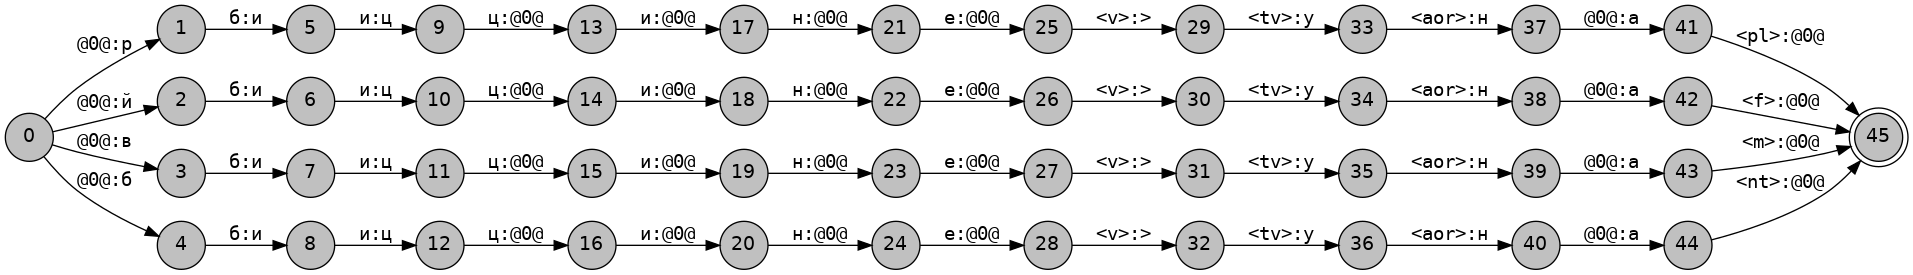 @0@:р 1 б:и 5 и:ц 9 ц:@0@ 13 и:@0@ 17 н:@0@ 21 е:@0@ 25 <v>:> 29 <tv>:у 33 <aor>:н 37 @0@:а 41 <pl>:@0@
@0@:й 2 б:и 6 и:ц 10 ц:@0@ 14 и:@0@ 18 н:@0@ 22 е:@0@ 26 <v>:> 30 <tv>:у 34 <aor>:н 38 @0@:а 42 <f>:@0@
0 45
@0@:в 3 б:и 7 и:ц 11 ц:@0@ 15 и:@0@ 19 н:@0@ 23 е:@0@ 27 <v>:> 31 <tv>:у 35 <aor>:н 39 @0@:а 43 <m>:@0@
@0@:б 4 б:и 8 и:ц 12 ц:@0@ 16 и:@0@ 20 н:@0@ 24 е:@0@ 28 <v>:> 32 <tv>:у 36 <aor>:н 40 @0@:а 44 <nt>:@0@